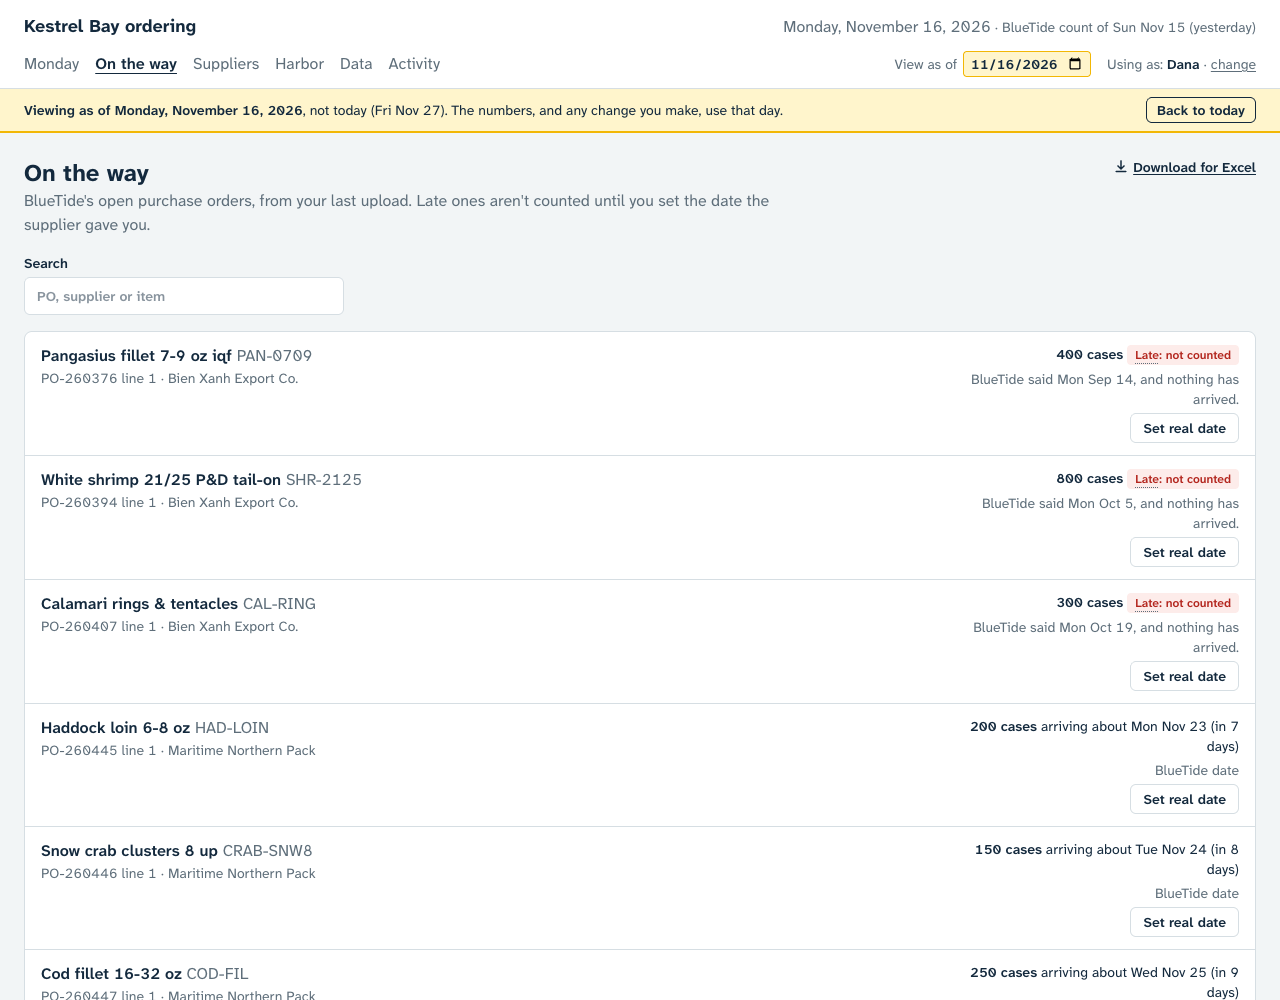 Kestrel Bay ordering
Monday, November 16, 2026 · BlueTide count of Sun Nov 15 (yesterday)
Monday On the way Suppliers Harbor Data Activity
View as of 11/16/2026 Using as: Dana · change
Viewing as of Monday, November 16, 2026, not today (Fri Nov 27). The numbers, and any change you make, use that day.
Back to today
On the way
Download for Excel
BlueTide's open purchase orders, from your last upload. Late ones aren't counted until you set the date the
supplier gave you.
Search
PO, supplier or item
Pangasius fillet 7-9 oz iqf PAN-0709
PO-260376 line 1 · Bien Xanh Export Co.
400 cases Late: not counted
BlueTide said Mon Sep 14, and nothing has
arrived.
Set real date
White shrimp 21/25 P&D tail-on SHR-2125
PO-260394 line 1 · Bien Xanh Export Co.
800 cases Late: not counted
BlueTide said Mon Oct 5, and nothing has
arrived.
Set real date
Calamari rings & tentacles CAL-RING
PO-260407 line 1 · Bien Xanh Export Co.
300 cases Late: not counted
BlueTide said Mon Oct 19, and nothing has
arrived.
Set real date
Haddock loin 6-8 oz HAD-LOIN
PO-260445 line 1 · Maritime Northern Pack
200 cases arriving about Mon Nov 23 (in 7
days)
BlueTide date
Set real date
Snow crab clusters 8 up CRAB-SNW8
PO-260446 line 1 · Maritime Northern Pack
150 cases arriving about Tue Nov 24 (in 8
days)
BlueTide date
Set real date
Cod fillet 16-32 oz COD-FIL
PO-260447 line 1 · Maritime Northern Pack
250 cases arriving about Wed Nov 25 (in 9
days)